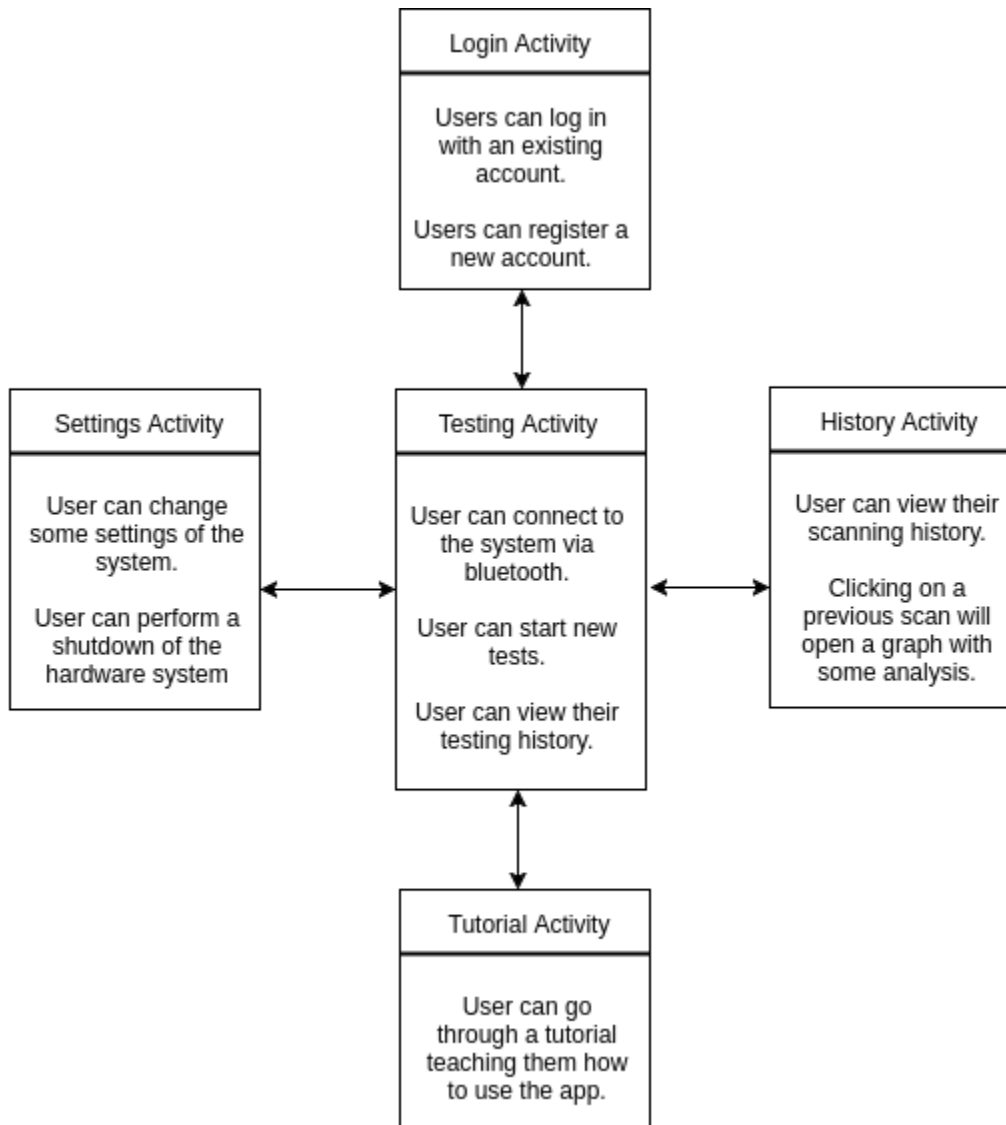 Login Activity
Users can log in
with an existing
account.
Users can register a
new account.
Settings Activity
User can change
some settings of the
system.
User can perform a
shutdown of the
hardware system
Testing Activity
User can connect to
the system via
bluetooth.
User can start new
tests.
User can view their
testing history.
History Activity
User can view their
scanning history.
Clicking on a
previous scan will
open a graph with
some analysis.
Tutorial Activity
User can go
through a tutorial
teaching them how
to use the app.